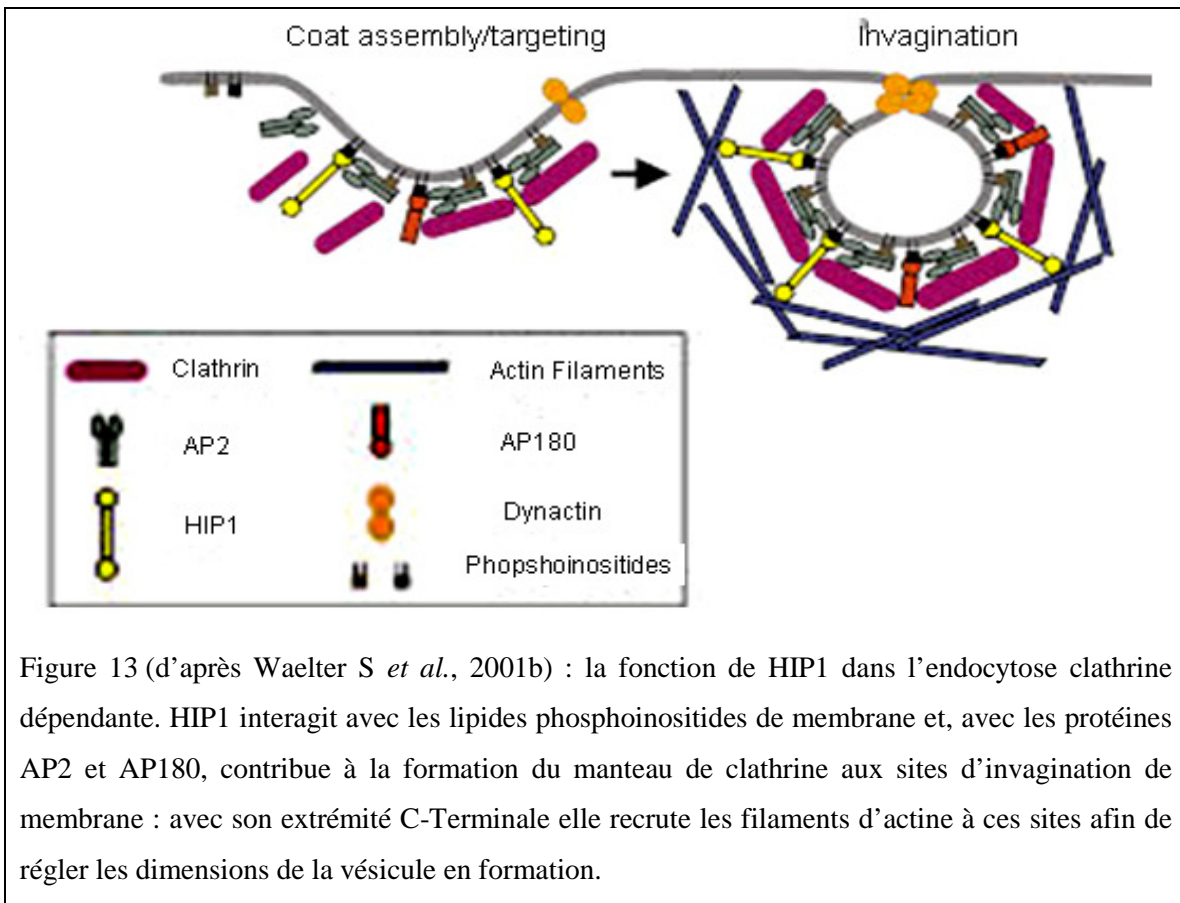 Coat assembly/targeting
Invagination
Clathrin
Actin Filaments
AP2
AP180
HIP1
Dynactin
Phopshoinositides
Figure 13 (d’après Waelter S et al., 2001b) : la fonction de HIP1 dans l’endocytose clathrine
dépendante. HIP1 interagit avec les lipides phosphoinositides de membrane et, avec les protéines
AP2 et AP180, contribue à la formation du manteau de clathrine aux sites d’invagination de
membrane : avec son extrémité C-Terminale elle recrute les filaments d’actine à ces sites afin de
régler les dimensions de la vésicule en formation.